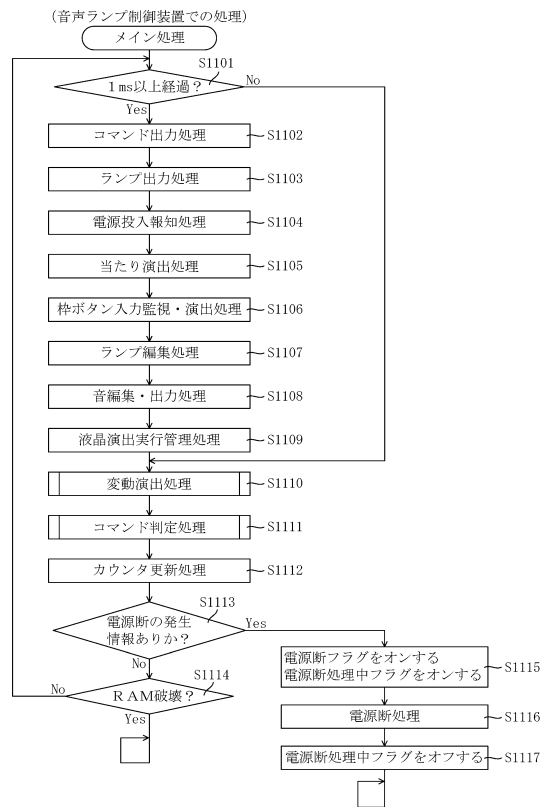 （音声ランプ制御装置での処理）
メイン処理
S1101
1ms以上経過？
No
Yes
コマンド出力処理
S1102
ランプ出力処理
S1103
電源投入報知処理
S1104
当たり演出処理
S1105
枠ボタン入力監視・演出処理
S1106
ランプ編集処理
S1107
音編集・出力処理
S1108
液晶演出実行管理処理
S1109
変動演出処理
S1110
コマンド判定処理
S1111
カウンタ更新処理
S1112
S1113
電源断の発生
情報ありか？
Yes
No
S1114
RAM破壊？
No
Yes
電源断フラグをオンする
電源断処理中フラグをオンする
S1115
電源断処理
S1116
電源断処理中フラグをオフする
S1117